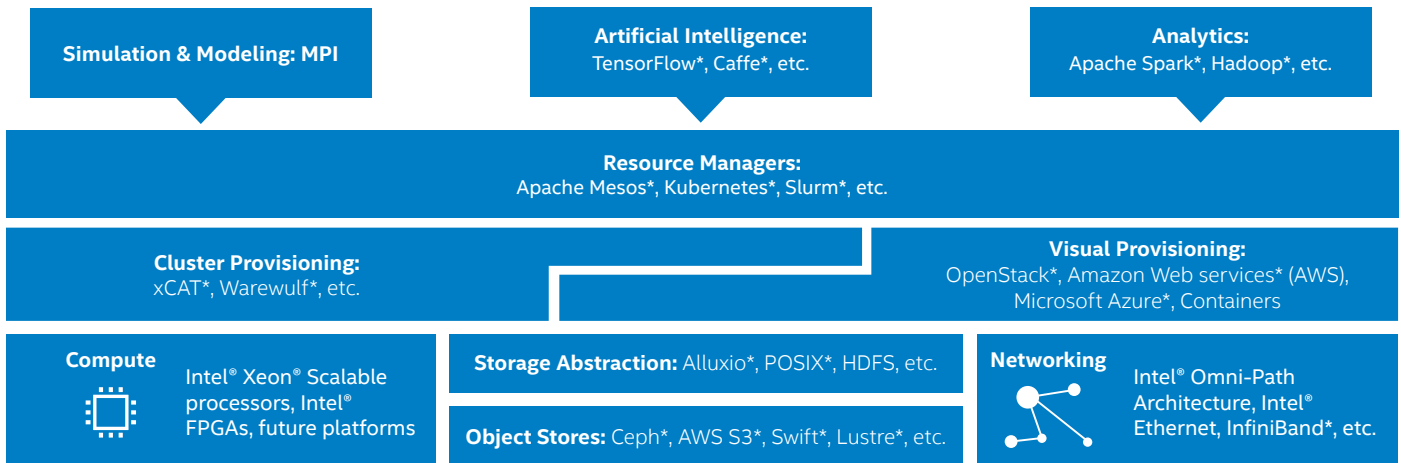 Simulation & Modeling: MPI
Artificial Intelligence:
TensorFlow*, Caffe*, etc.
Analytics:
Apache Spark*, Hadoop*, etc.
Resource Managers:
Apache Mesos*, Kubernetes*, Slurm*, etc.
Cluster Provisioning:
xCAT*, Warewulf*, etc.
Visual Provisioning:
OpenStack*, Amazon Web services* (AWS),
Microsoft Azure*, Containers
Compute
Intel® Xeon® Scalable
processors, Intel®
FPGAs, future platforms
Storage Abstraction: Alluxio*, POSIX*, HDFS, etc.
Object Stores: Ceph*, AWS S3*, Swift*, Lustre*, etc.
Networking
Intel® Omni-Path
Architecture, Intel®
Ethernet, InfiniBand*, etc.